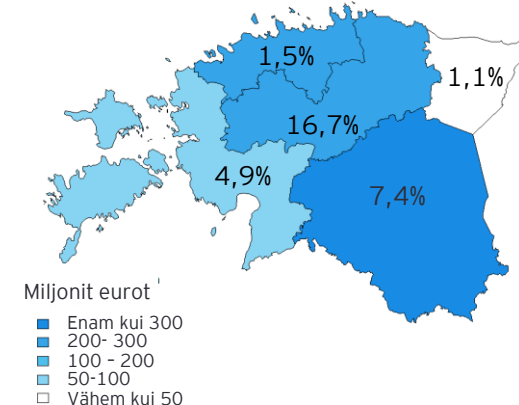 1,5%
1,1%
16,7%
4,9%
7,4%
Miljonit eurot
Enam kui 300
200- 300
100 – 200
50-100
Vähem kui 50